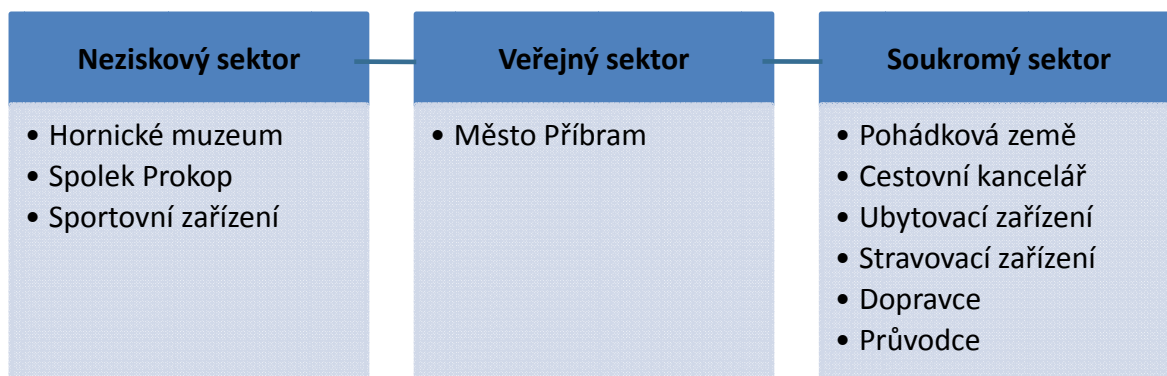 Neziskový sektor
• Hornické muzeum
• Spolek Prokop
• Sportovní zařízení
Veřejný sektor
• Město Příbram
Soukromý sektor
• Pohádková země
• Cestovní kancelář
• Ubytovací zařízení
• Stravovací zařízení
• Dopravce
• Průvodce